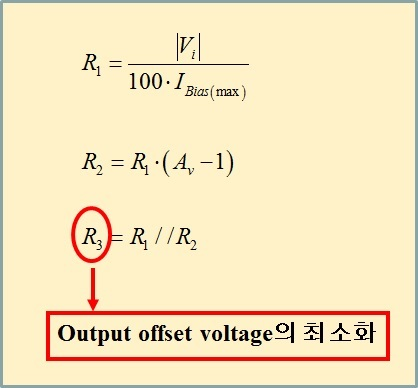 R₁ = |Vᵢ| / 100·I_Bias(max)
R₂ = R₁·(Aᵥ −1)
R₃ = R₁ //R₂
Output offset voltage의 최소화